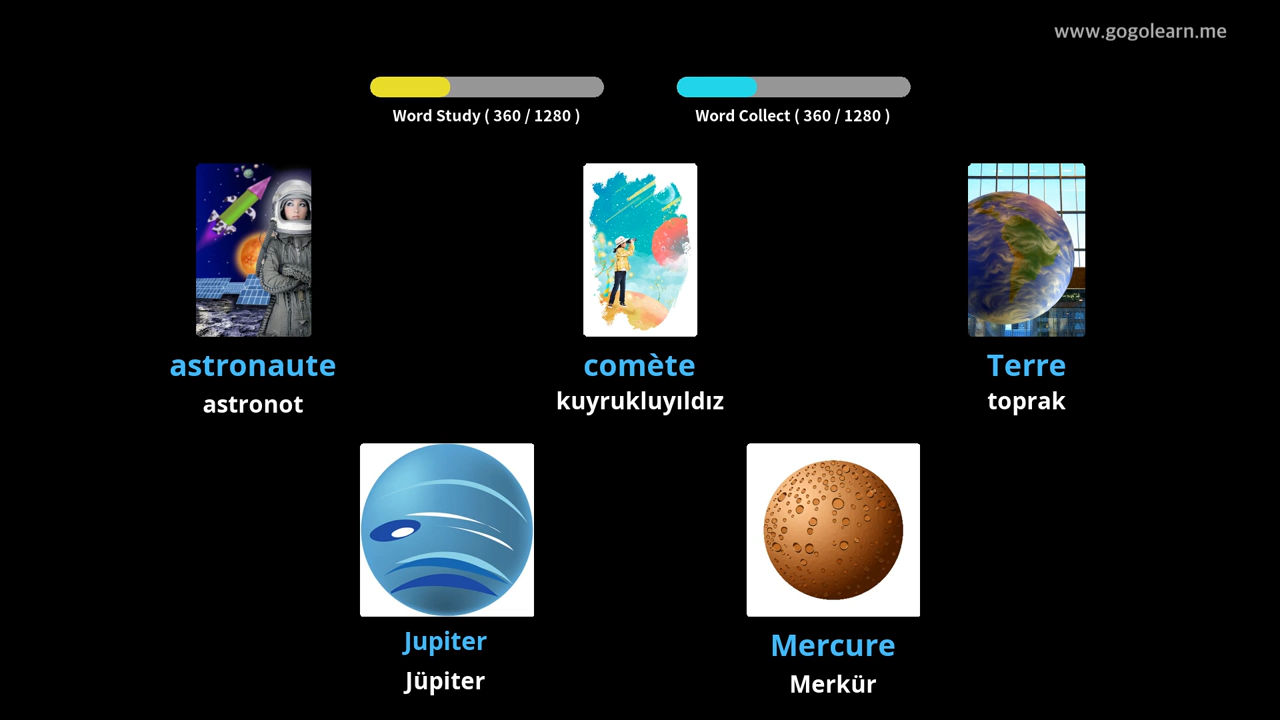 www.gogolearn.me
Word Study ( 360 / 1280 )
Word Collect ( 360 / 1280 )
astronaute
astronot
comète
kuyrukluyıldız
Terre
toprak
Jupiter
Jüpiter
Mercure
Merkür